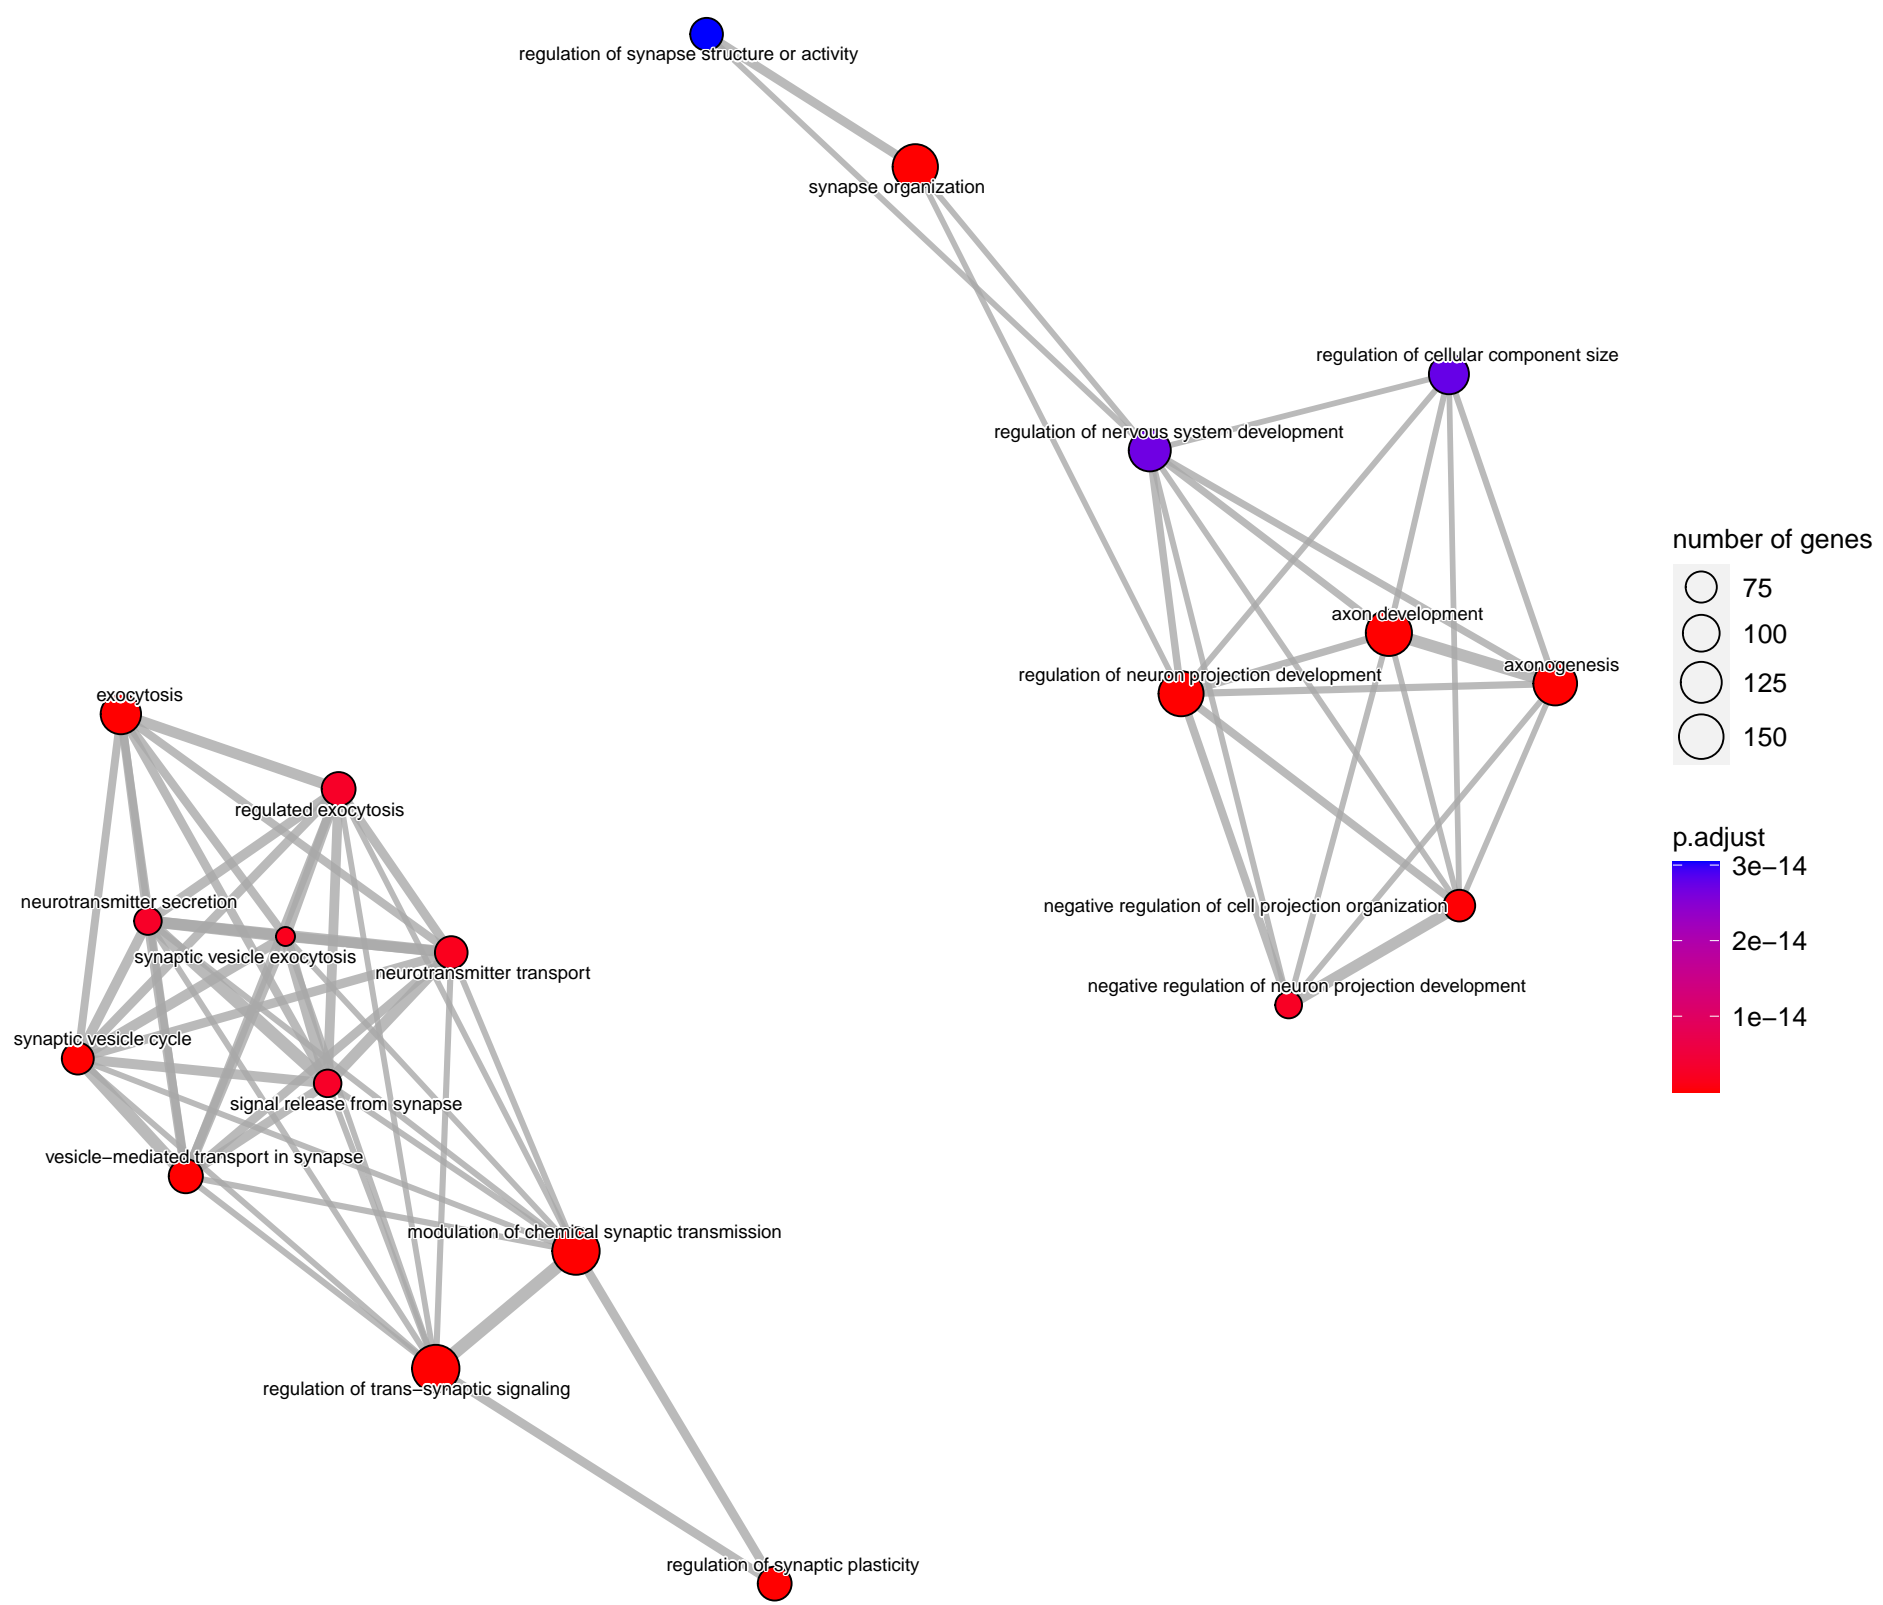 regulation of synapse structure or activity
synapse organization
regulation of cellular component size
regulation of nervous system development
number of genes
75
100
125
150
axon development
axonogenesis
regulation of neuron projection development
exocytosis
regulated exocytosis
p.adjust
3e−14
2e−14
1e−14
neurotransmitter secretion
negative regulation of cell projection organization
synaptic vesicle exocytosis
neurotransmitter transport
negative regulation of neuron projection development
synaptic vesicle cycle
signal release from synapse
vesicle−mediated transport in synapse
modulation of chemical synaptic transmission
regulation of trans−synaptic signaling
regulation of synaptic plasticity